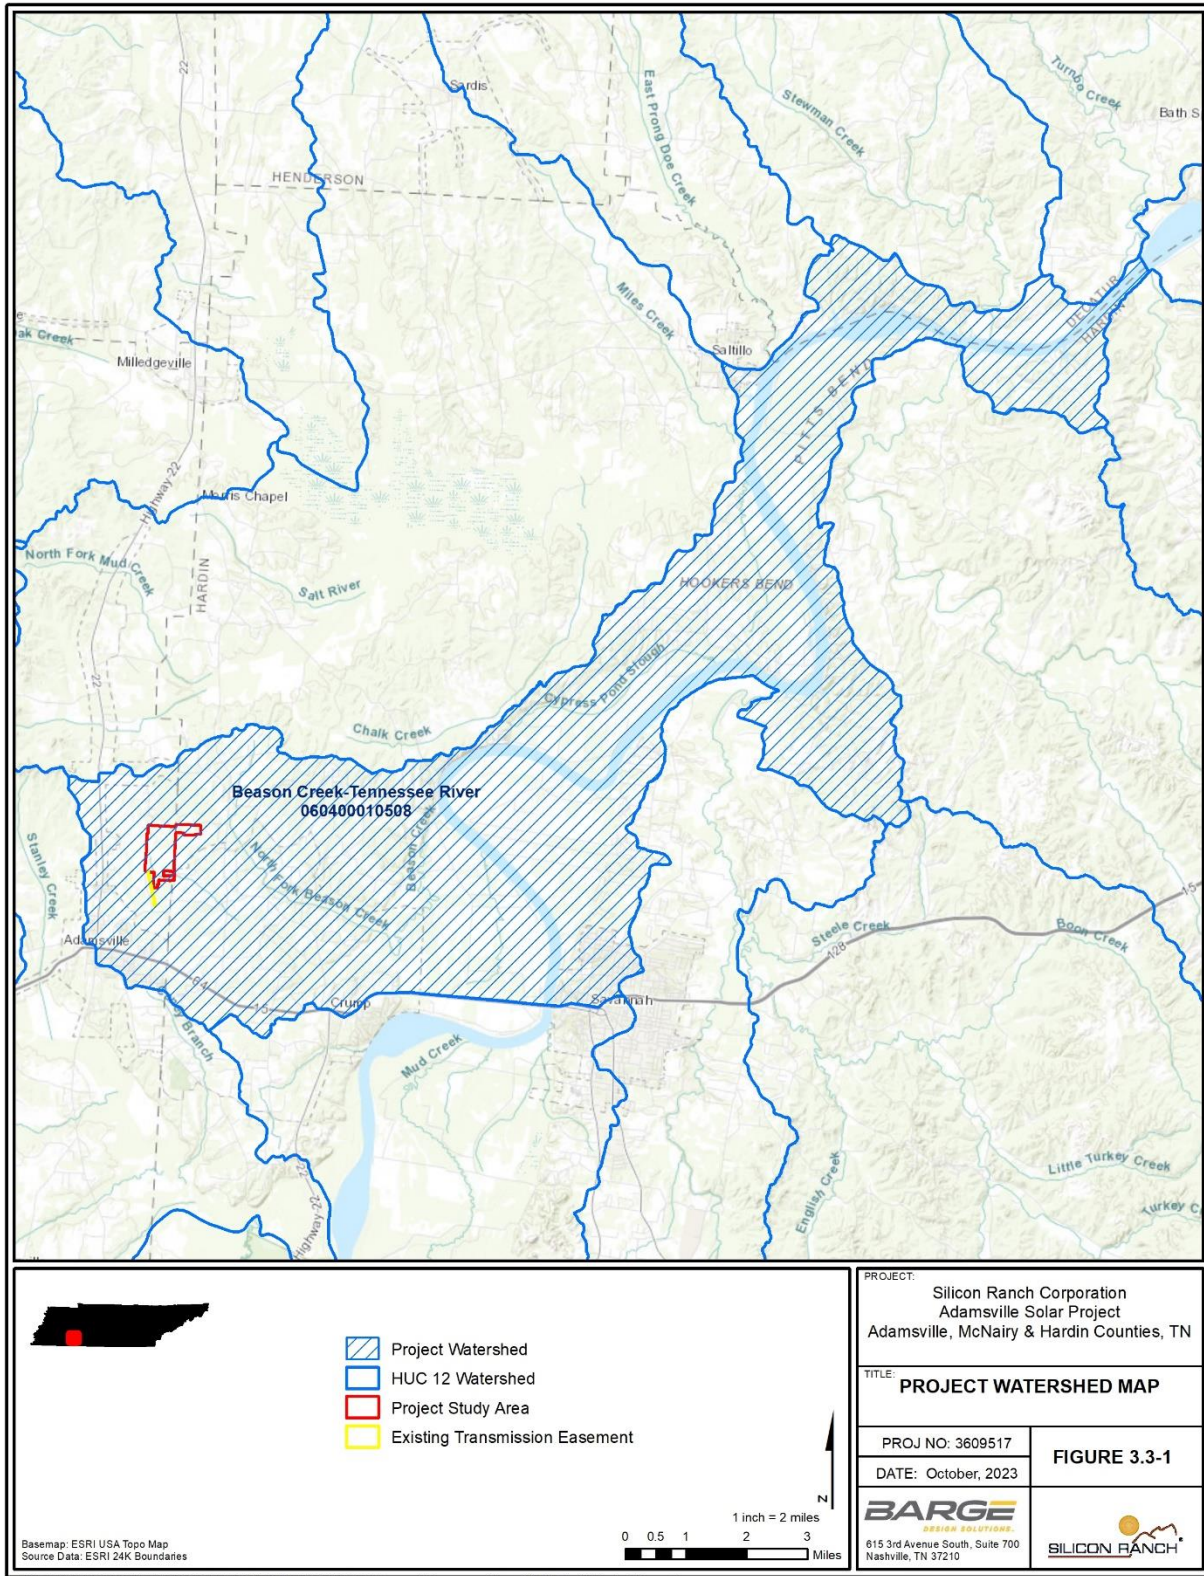 22
Sardis
East Prong Doe Creek
Stewman Creek
Turnbo Creek
Bath S
HENDERSON
Miles Creek
DECATUR
HARDIN
ak Creek
Milledgeville
Saltillo
PITTS BEND
Highway 22
Morris Chapel
North Fork Mud Creek
HARDIN
Salt River
HOOKERS BEND
22
Cypress Pond Slough
Chalk Creek
Beason Creek-Tennessee River
060400010508
Stanley Creek
North Fork Beason Creek
Beason Creek
Adamsville
Steele Creek
Boon Creek
15
128
64
15
Crump
Savannah
Branch
Mud Creek
22
Highway 22
English Creek
Little Turkey Creek
Turkey C
Project Watershed
HUC 12 Watershed
Project Study Area
Existing Transmission Easement
N
1 inch = 2 miles
0 0.5 1 2 3
Miles
Basemap: ESRI USA Topo Map
Source Data: ESRI 24K Boundaries
PROJECT:
Silicon Ranch Corporation
Adamsville Solar Project
Adamsville, McNairy & Hardin Counties, TN
TITLE:
PROJECT WATERSHED MAP
PROJ NO: 3609517
DATE: October, 2023
FIGURE 3.3-1
BARGE
DESIGN SOLUTIONS.
615 3rd Avenue South, Suite 700
Nashville, TN 37210
SILICON RANCH